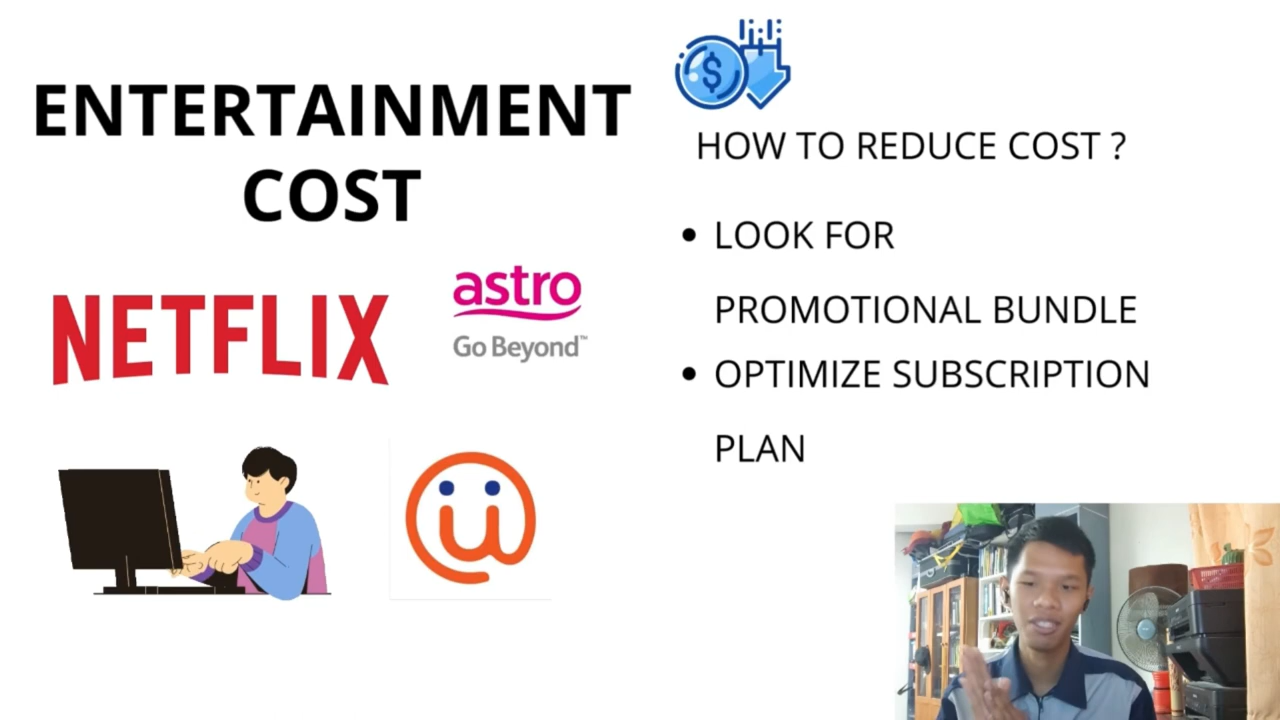 ENTERTAINMENT
COST
NETFLIX
astro
Go Beyond™
u
$
HOW TO REDUCE COST ?
• LOOK FOR
PROMOTIONAL BUNDLE
• OPTIMIZE SUBSCRIPTION
PLAN